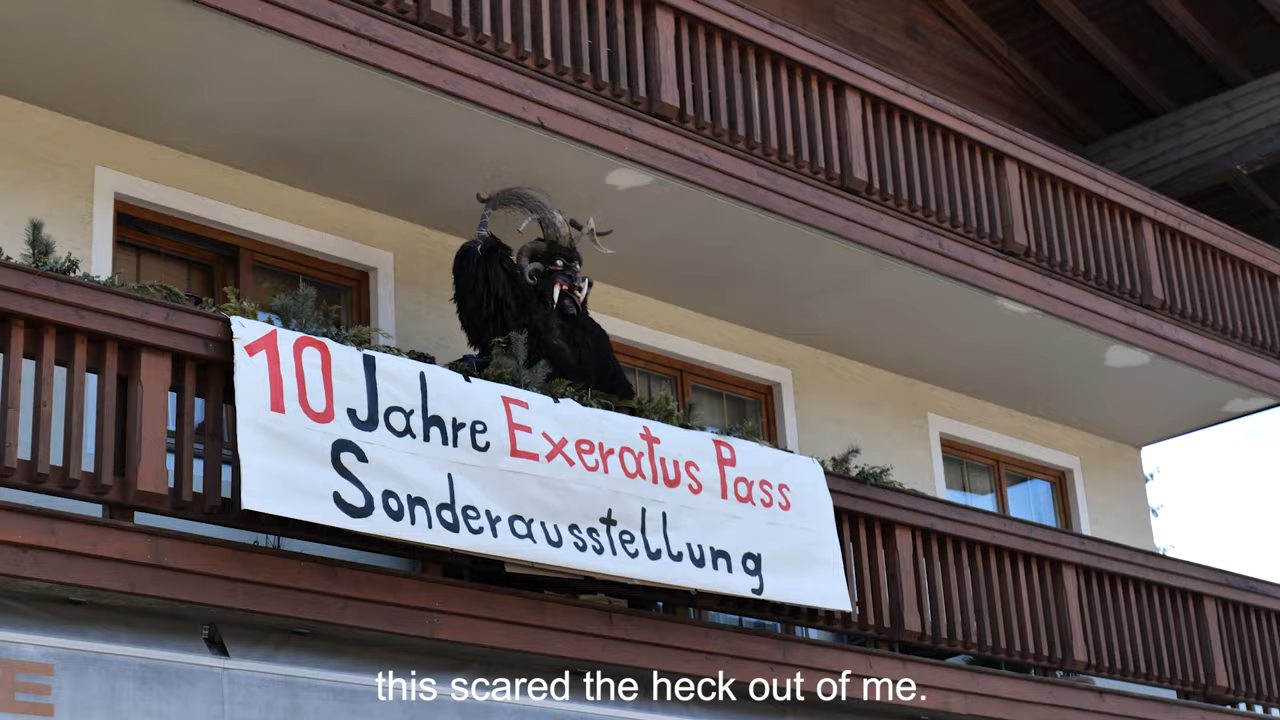 10 Jahre Exeratus Pass
Sonderausstellung
this scared the heck out of me.